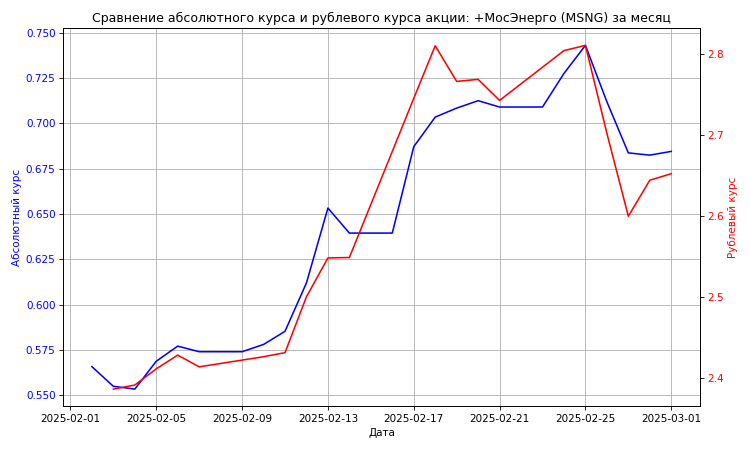 Сравнение абсолютного курса и рублевого курса акции: +МосЭнерго (MSNG) за месяц
0.750
0.725
0.700
0.675
0.650
0.625
0.600
0.575
0.550
Абсолютный курс
2.8
2.7
2.6
2.5
2.4
Рублевый курс
2025-02-01 2025-02-05 2025-02-09 2025-02-13 2025-02-17 2025-02-21 2025-02-25 2025-03-01
Дата